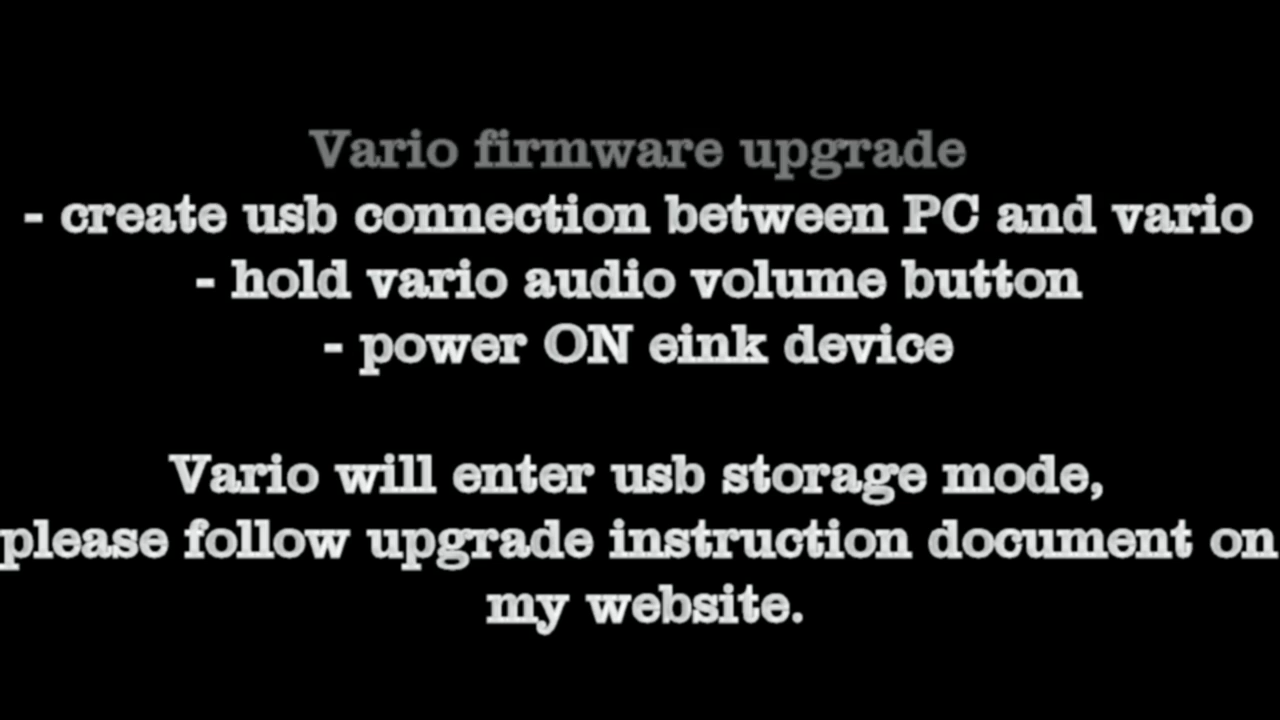 Vario firmware upgrade
- create usb connection between PC and vario
- hold vario audio volume button
- power ON eink device
Vario will enter usb storage mode,
please follow upgrade instruction document on
my website.